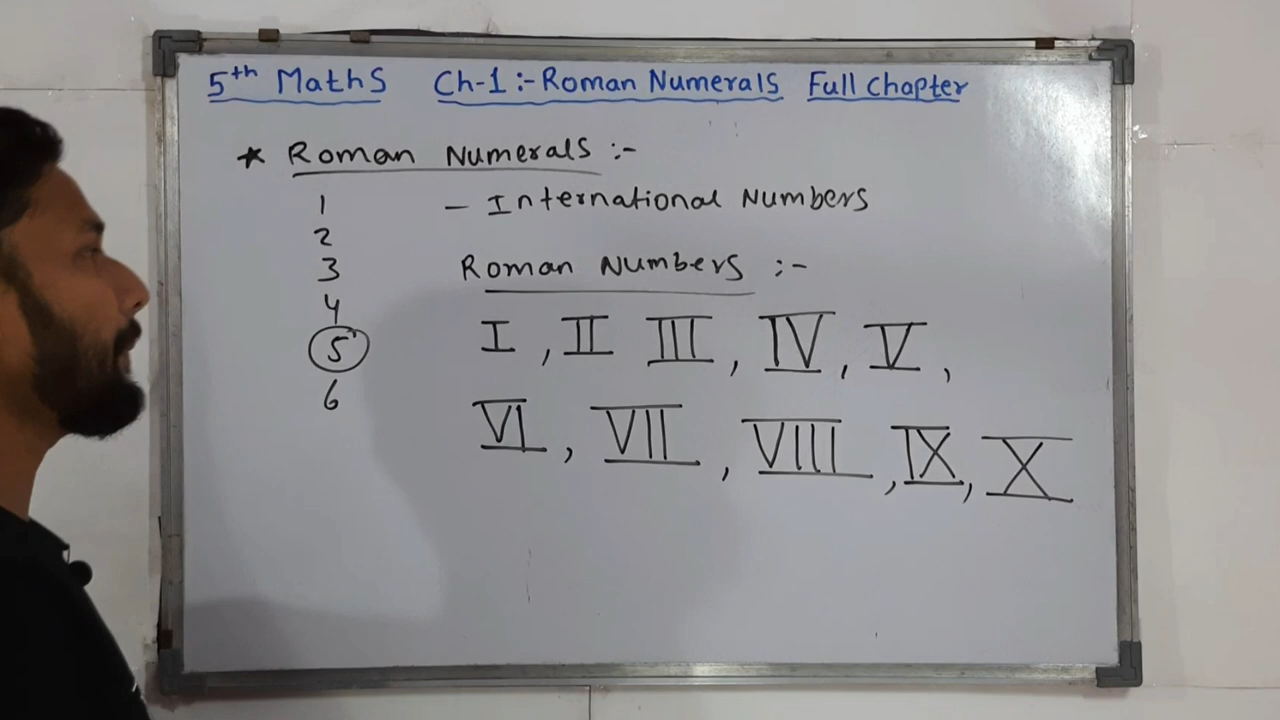 5th Maths Ch-1:- Roman Numerals Full Chapter
* Roman Numerals :-
1 – International Numbers
2
3 Roman Numbers :-
4
5 I, II III, IV, V,
6
VI, VII, VIII, IX, X